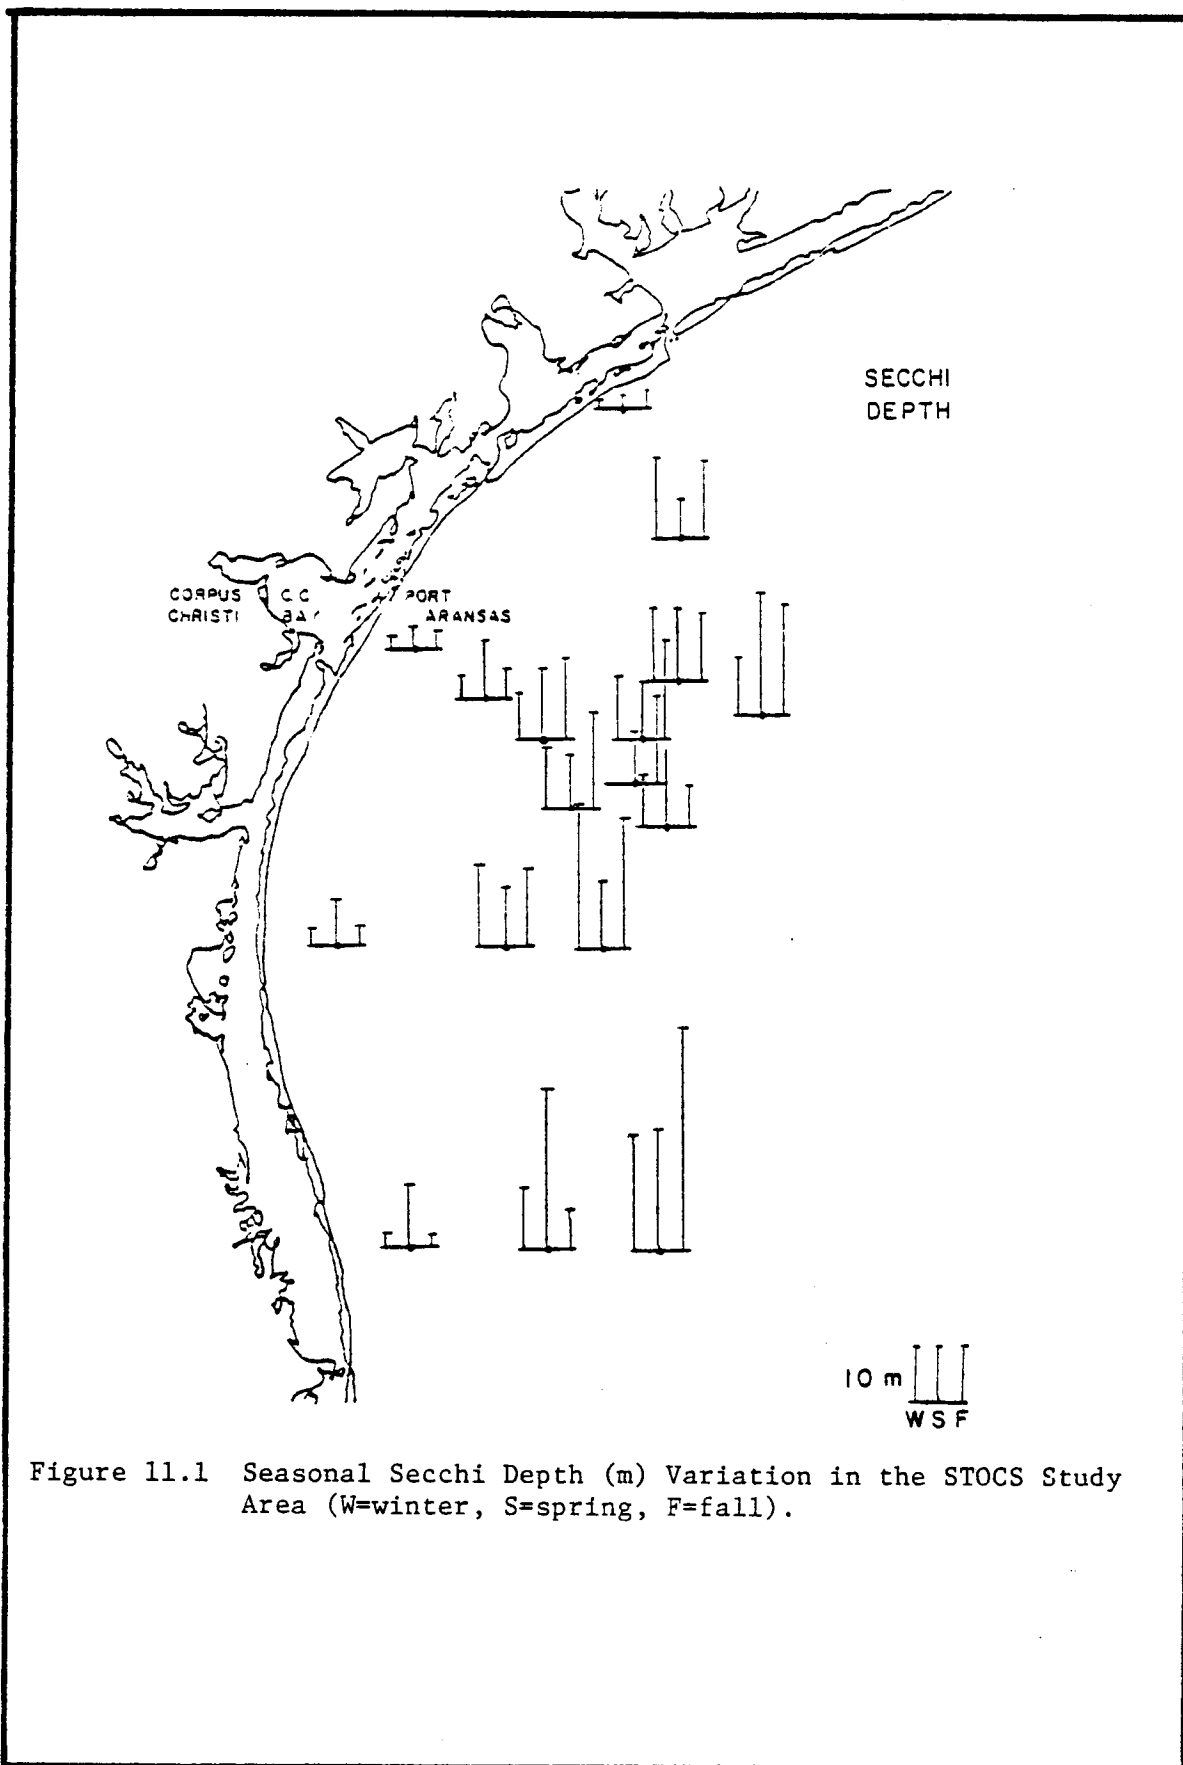 SECCHI
DEPTH
CORPUS
CHRISTI
C.C.
BAY
PORT
ARANSAS
10 m
W S F
Figure 11.1 Seasonal Secchi Depth (m) Variation in the STOCS Study
Area (W=winter, S=spring, F=fall).